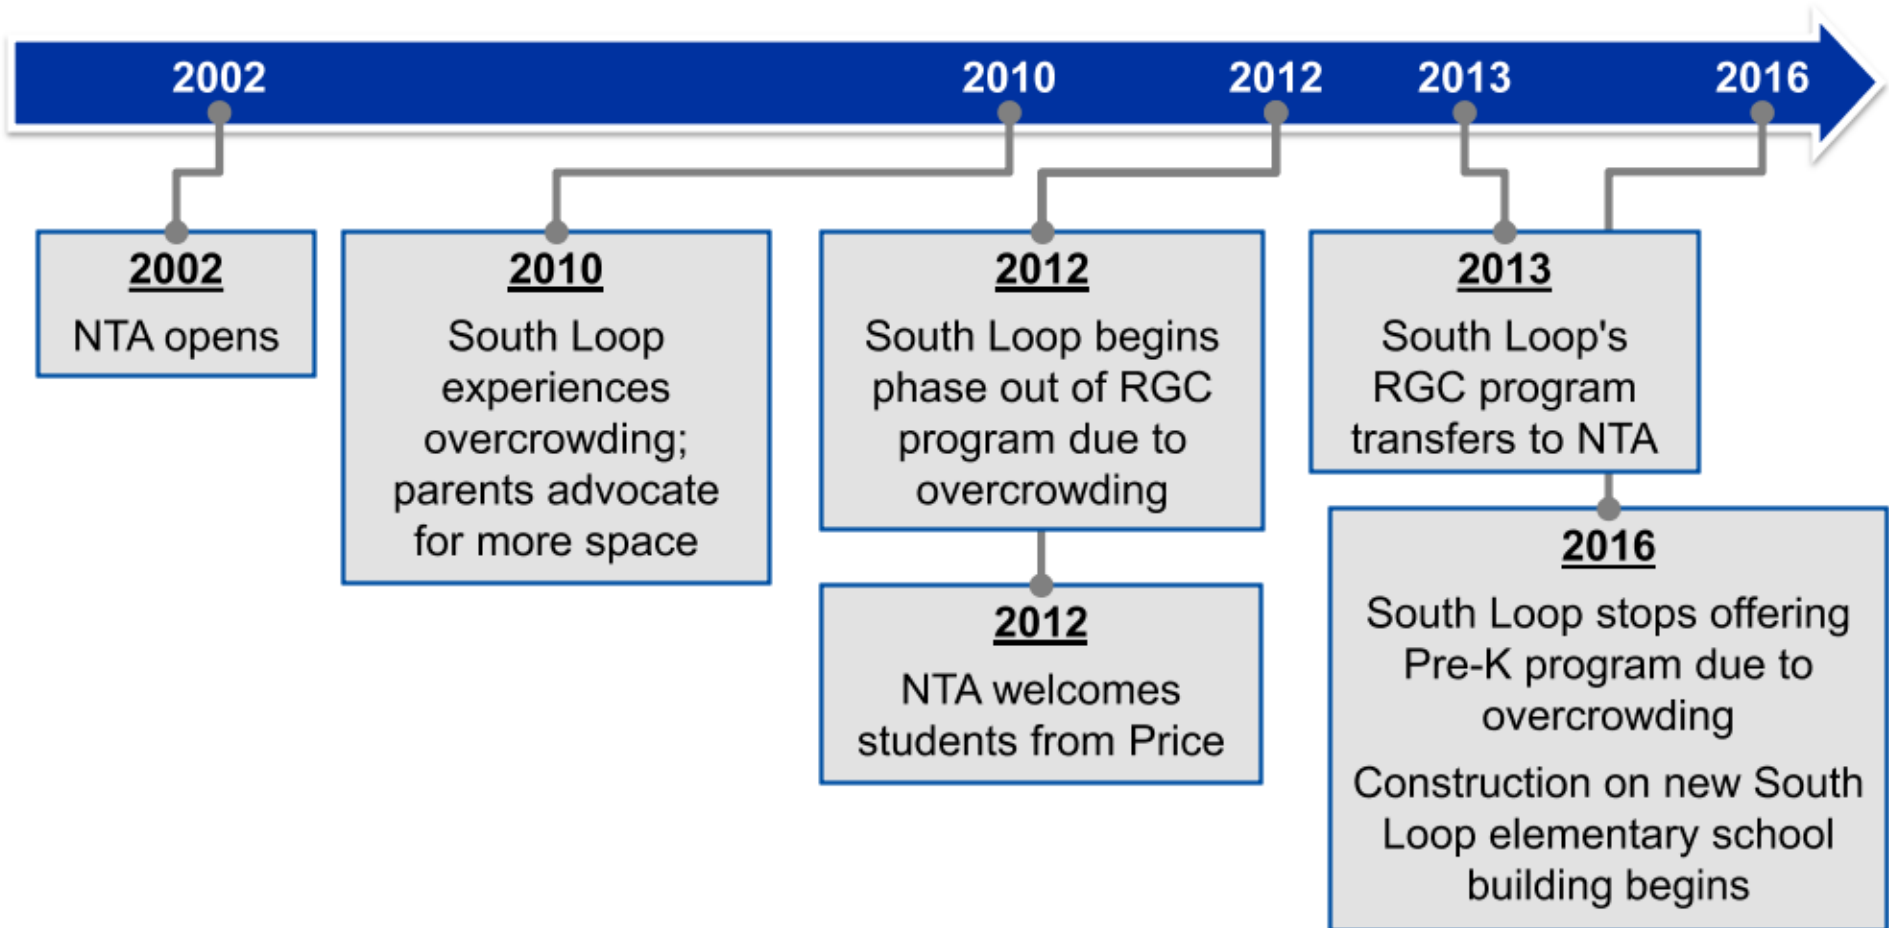 2002
2010
2012
2013
2016
2002
NTA opens
2010
South Loop
experiences
overcrowding;
parents advocate
for more space
2012
South Loop begins
phase out of RGC
program due to
overcrowding
2012
NTA welcomes
students from Price
2013
South Loop's
RGC program
transfers to NTA
2016
South Loop stops offering
Pre-K program due to
overcrowding
Construction on new South
Loop elementary school
building begins